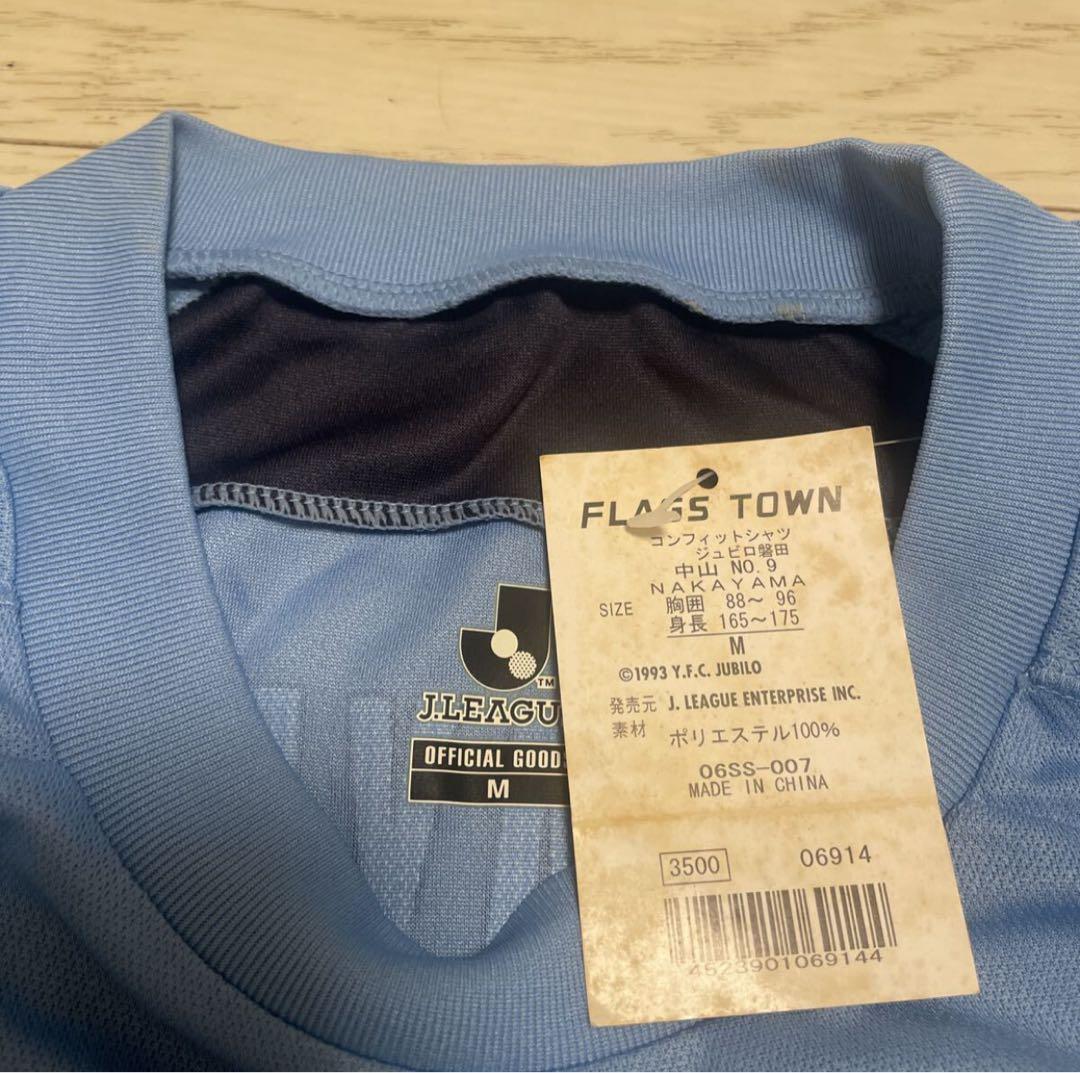 FLASS TOWN
コンフィットシャツ
ジュビロ磐田
中山 NO.9
NAKAYAMA
SIZE 胸囲 88～ 96
身長 165～175
M
©1993 Y.F.C. JUBILO
発売元 J. LEAGUE ENTERPRISE INC.
素材 ポリエステル100%
06SS-007
MADE IN CHINA
3500 06914
4523901069144
J.LEAGU
TM
OFFICIAL GOOD
M